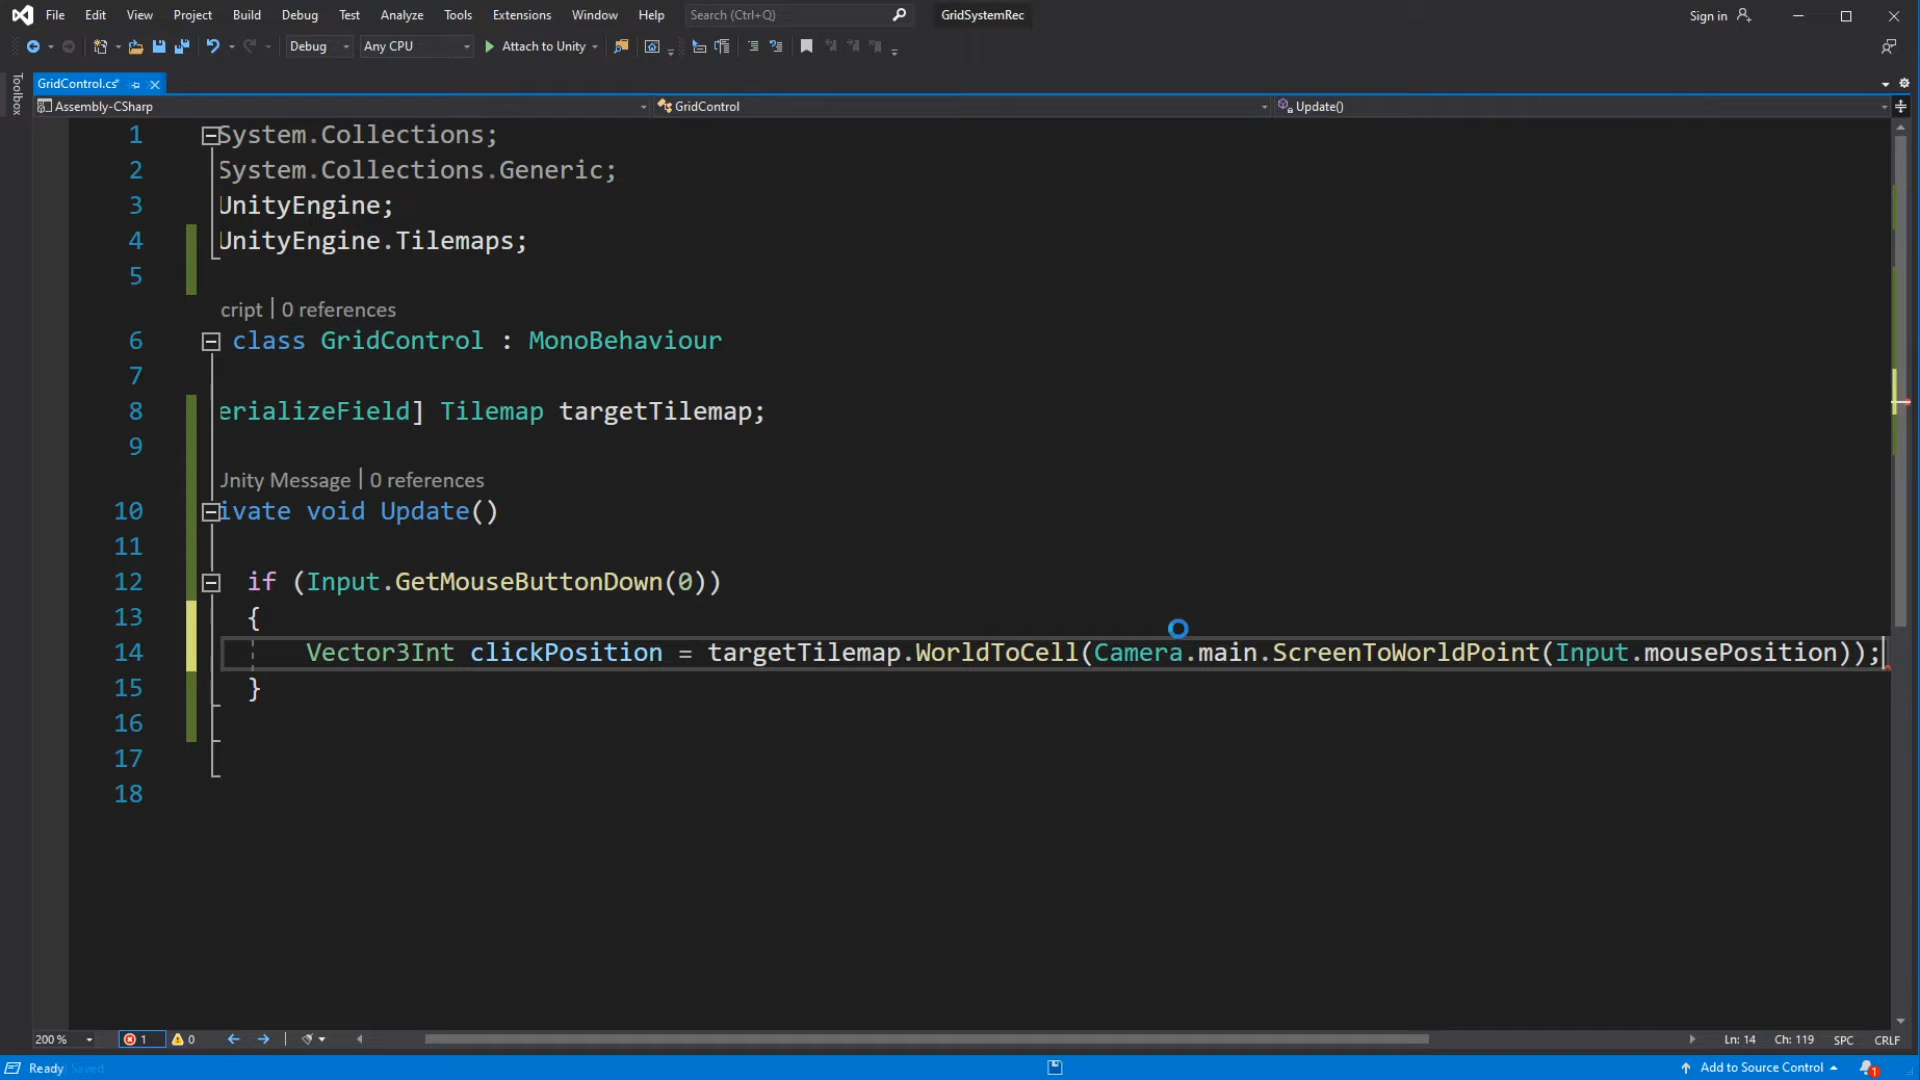 File Edit View Project Build Debug Test Analyze Tools Extensions Window Help Search (Ctrl+Q) GridSystemRec Sign in
Debug Any CPU Attach to Unity
Toolbox
GridControl.cs*
Assembly-CSharp GridControl Update()
1 System.Collections;
2 System.Collections.Generic;
3 UnityEngine;
4 UnityEngine.Tilemaps;
5
cript | 0 references
6 class GridControl : MonoBehaviour
7
8 erializeField] Tilemap targetTilemap;
9
Unity Message | 0 references
10 ivate void Update()
11
12 if (Input.GetMouseButtonDown(0))
13 {
14 Vector3Int clickPosition = targetTilemap.WorldToCell(Camera.main.ScreenToWorldPoint(Input.mousePosition));
15 }
16
17
18
200 % 1 0 Ln: 14 Ch: 119 SPC CRLF
Ready Saved Add to Source Control 1